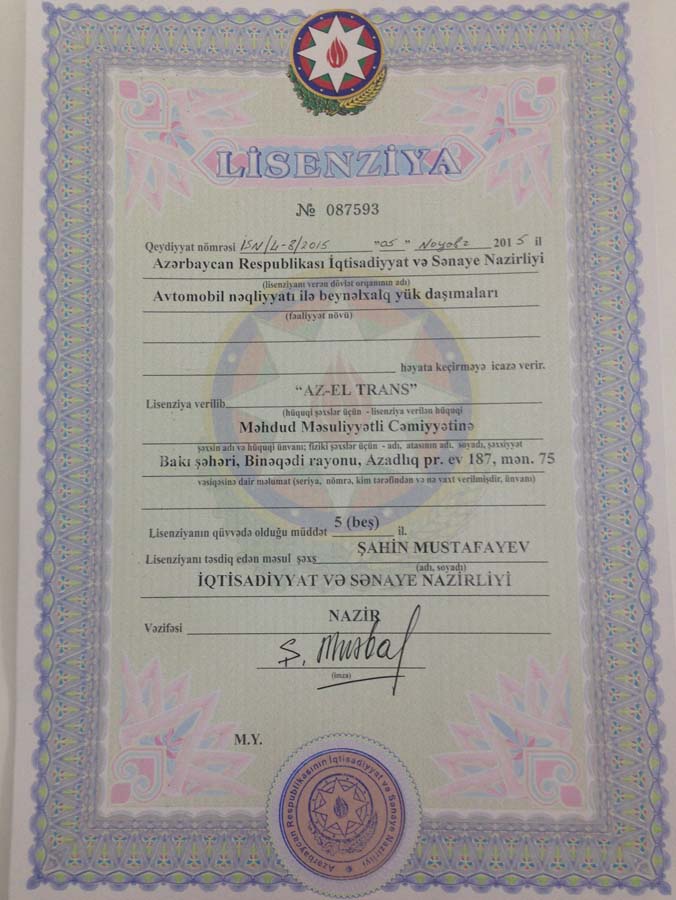 LİSENZİYA
№ 087593
Qeydiyyat nömrəsi İSN/4-8/2015 "05" Noyabr 2015 il
Azərbaycan Respublikası İqtisadiyyat və Sənaye Nazirliyi
(lisenziyanı verən dövlət orqanının adı)
Avtomobil nəqliyyatı ilə beynəlxalq yük daşımaları
(fəaliyyət növü)
həyata keçirməyə icazə verir.
"AZ-EL TRANS"
Lisenziya verilib
(hüquqi şəxslər üçün - lisenziya verilən hüquqi
Məhdud Məsuliyyətli Cəmiyyətinə
şəxsin adı və hüquqi ünvanı; fiziki şəxslər üçün - adı, atasının adı, soyadı, şəxsiyyət
Bakı şəhəri, Binəqədi rayonu, Azadlıq pr. ev 187, mən. 75
vəsiqəsinə dair məlumat (seriya, nömrə, kim tərəfindən və nə vaxt verilmişdir, ünvanı)
Lisenziyanın qüvvədə olduğu müddət 5 (beş) il.
ŞAHİN MUSTAFAYEV
Lisenziyanı təsdiq edən məsul şəxs
(adı, soyadı)
İQTİSADİYYAT VƏ SƏNAYE NAZİRLİYİ
NAZİR
Vəzifəsi
(imza)
M.Y.
Azərbaycan Respublikasının İqtisadiyyat və Sənaye Nazirliyi